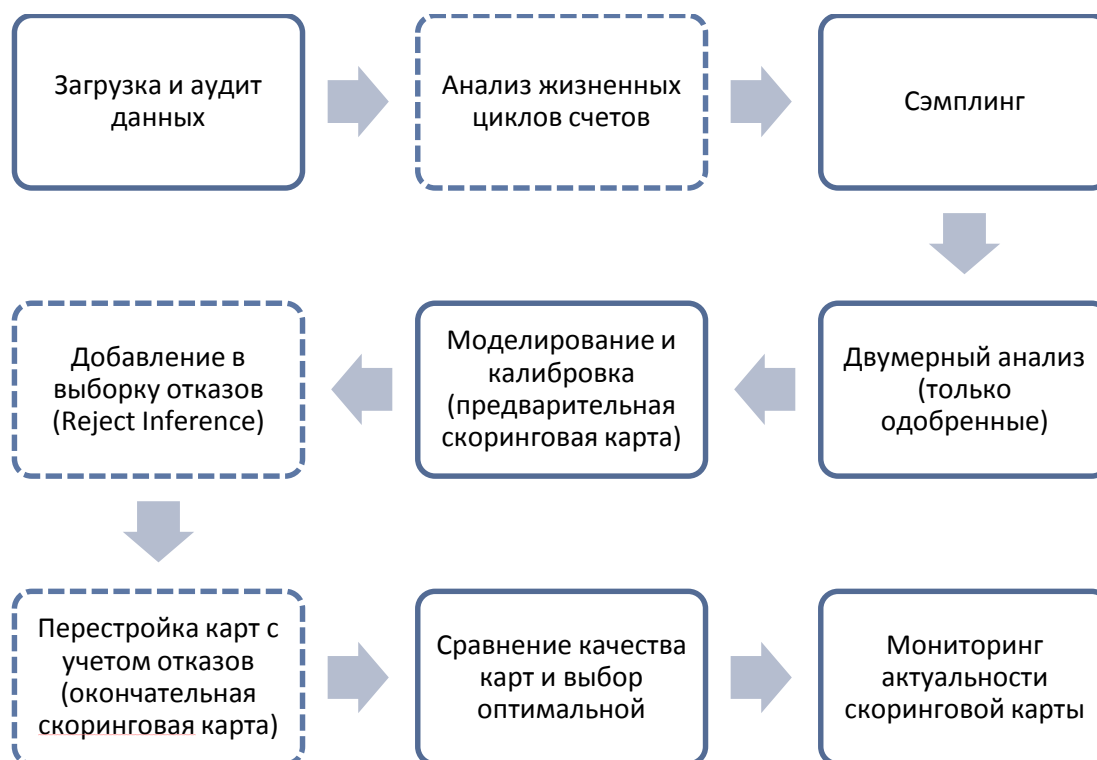 Загрузка и аудит
данных
Анализ жизненных
циклов счетов
Сэмплинг
Двумерный анализ
(только
одобренные)
Моделирование и
калибровка
(предварительная
скоринговая карта)
Добавление в
выборку отказов
(Reject Inference)
Перестройка карт с
учетом отказов
(окончательная
скоринговая карта)
Сравнение качества
карт и выбор
оптимальной
Мониторинг
актуальности
скоринговой карты